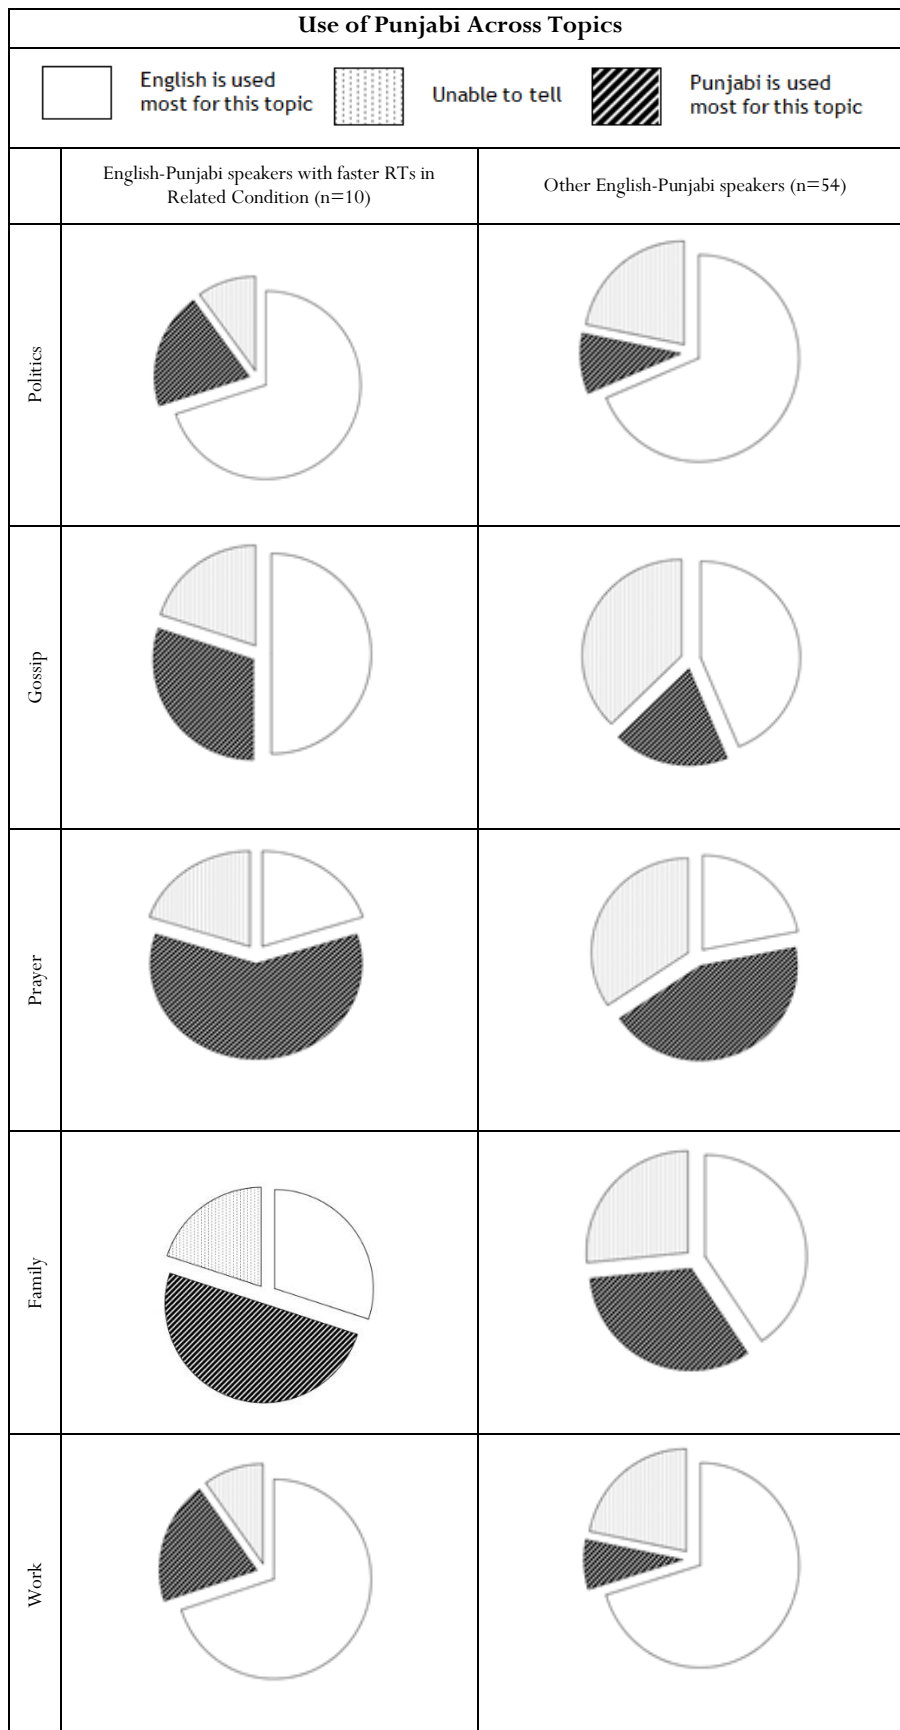 Use of Punjabi Across Topics
English is used
most for this topic
Unable to tell
Punjabi is used
most for this topic
English-Punjabi speakers with faster RTs in
Related Condition (n=10)
Other English-Punjabi speakers (n=54)
Politics
Gossip
Prayer
Family
Work